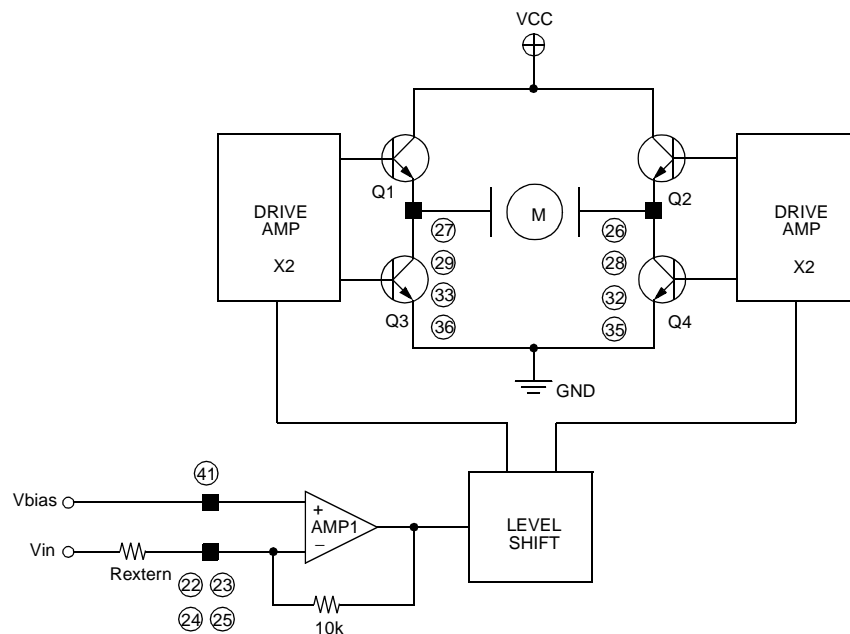 VCC
Q1
Q2
DRIVE
AMP
X2
M
DRIVE
AMP
X2
27
29
33
36
26
28
32
35
Q3
Q4
GND
41
Vbias
+
AMP1
−
Vin
Rextern
22 23
24 25
10k
LEVEL
SHIFT